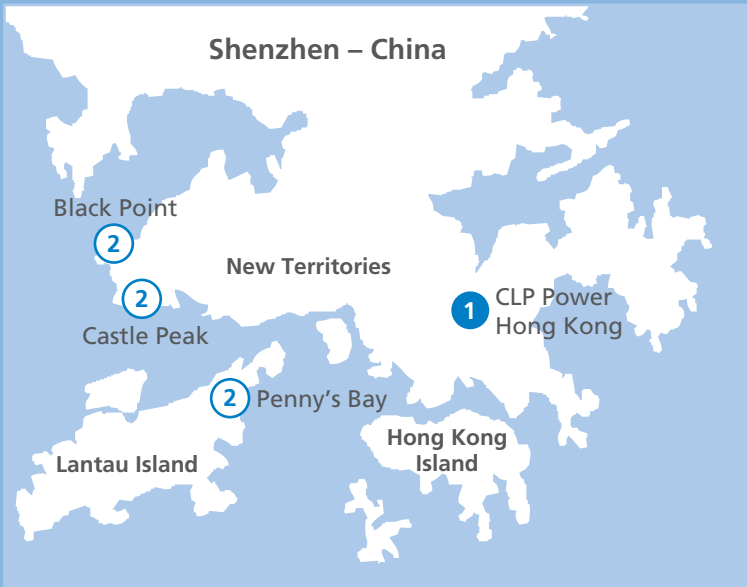 Shenzhen – China
Black Point
2
New Territories
2
Castle Peak
1
CLP Power
Hong Kong
2
Penny's Bay
Lantau Island
Hong Kong
Island